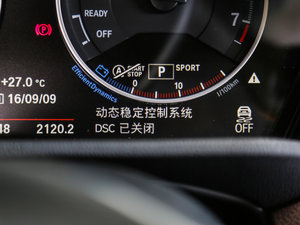 READY
OFF
7
START
STOP
P
SPORT
0
10
l/100km
EfficientDynamics
+27.0 °C
16/09/09
48
2120.2
动态稳定控制系统
DSC 已关闭
OFF